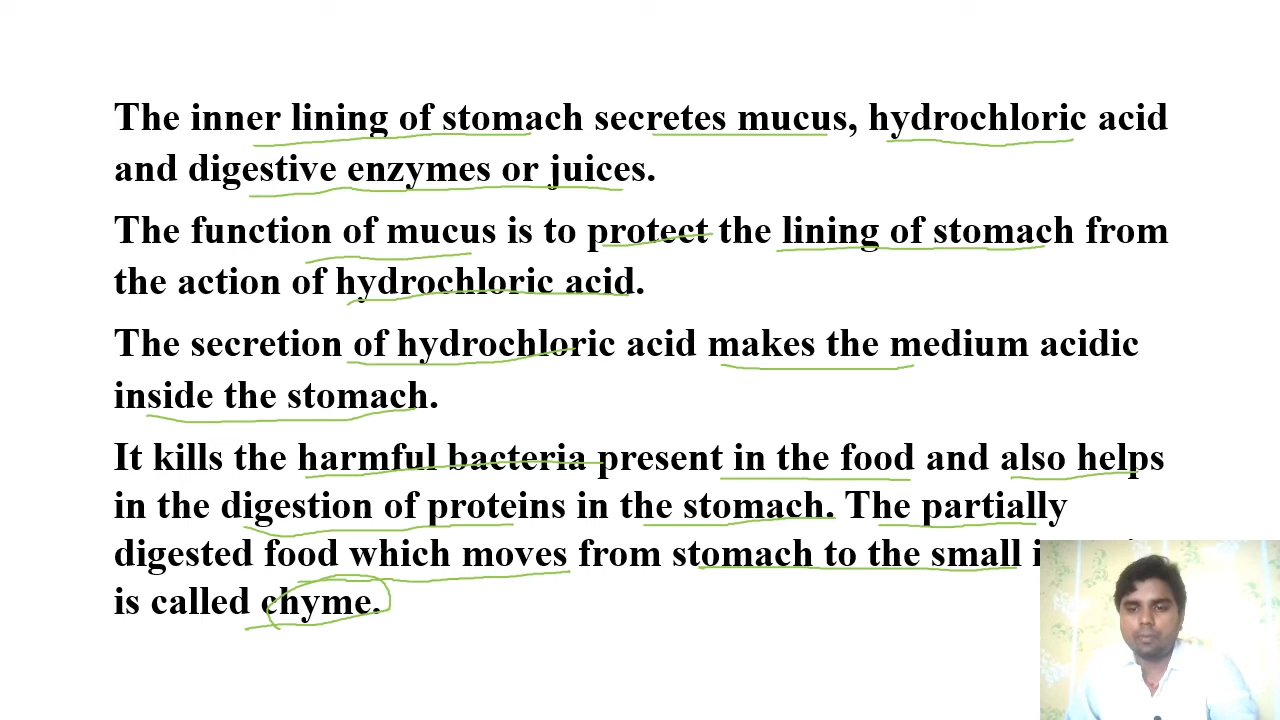 The inner lining of stomach secretes mucus, hydrochloric acid
and digestive enzymes or juices.
The function of mucus is to protect the lining of stomach from
the action of hydrochloric acid.
The secretion of hydrochloric acid makes the medium acidic
inside the stomach.
It kills the harmful bacteria present in the food and also helps
in the digestion of proteins in the stomach. The partially
digested food which moves from stomach to the small
is called chyme.